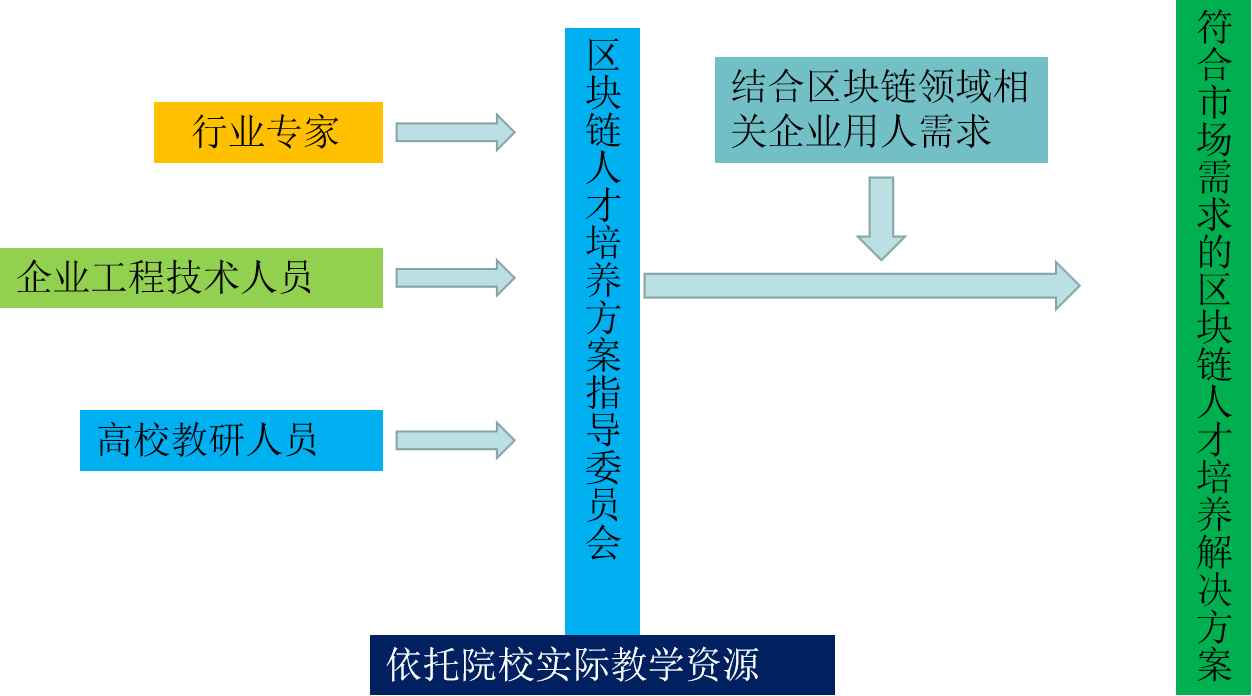 行业专家
企业工程技术人员
高校教研人员
区块链人才培养方案指导委员会
结合区块链领域相
关企业用人需求
符合市场需求的区块链人才培养解决方案
依托院校实际教学资源